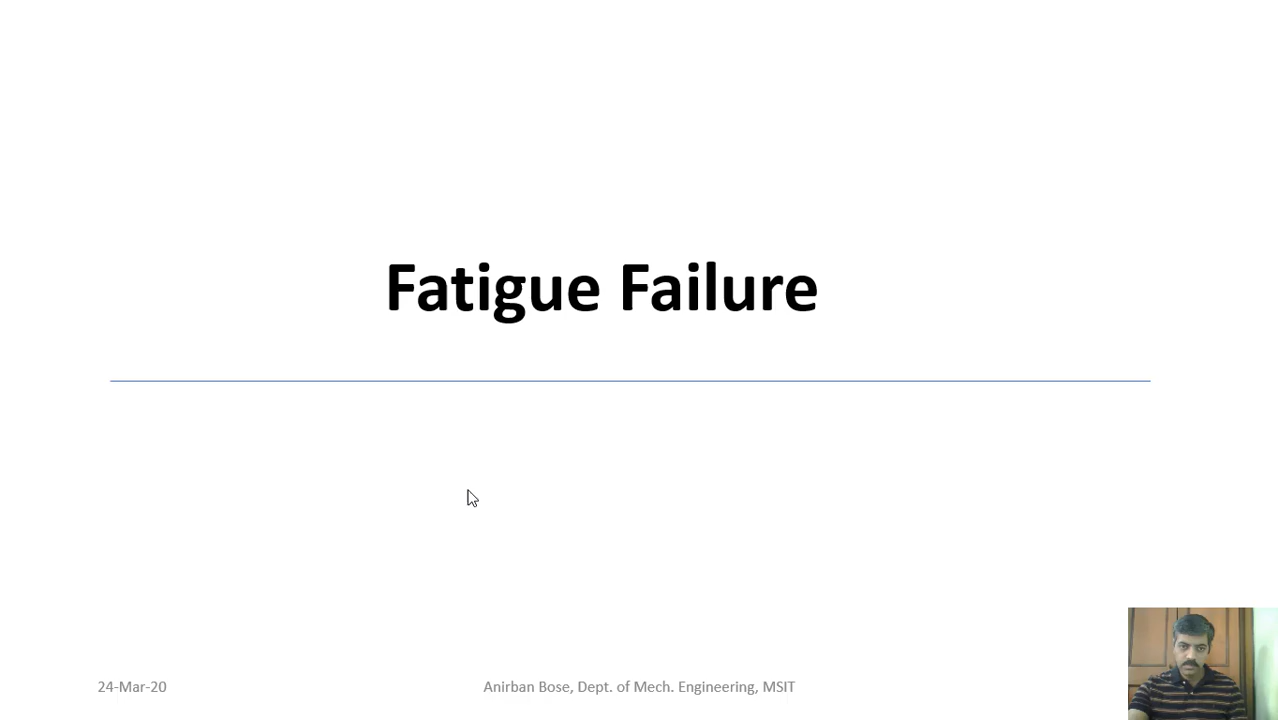 Fatigue Failure
24-Mar-20
Anirban Bose, Dept. of Mech. Engineering, MSIT